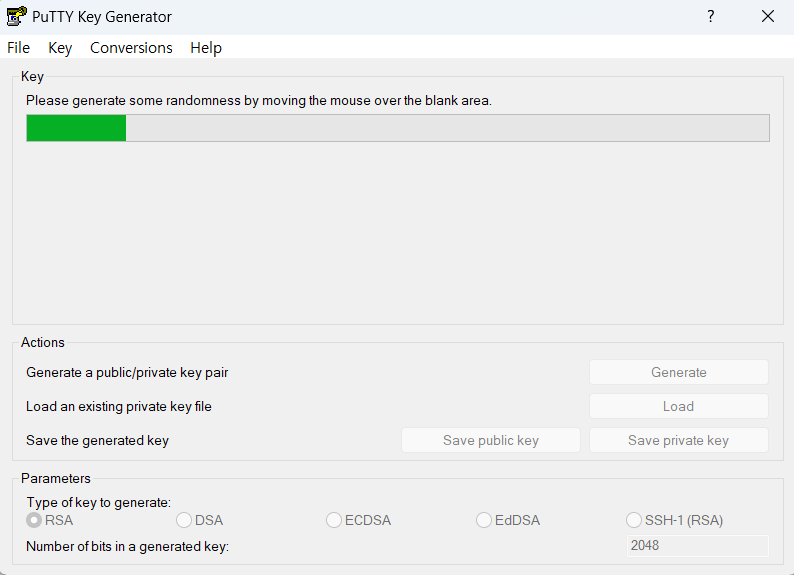 PuTTY Key Generator ?
File Key Conversions Help
Key
Please generate some randomness by moving the mouse over the blank area.
Actions
Generate a public/private key pair Generate
Load an existing private key file Load
Save the generated key Save public key Save private key
Parameters
Type of key to generate:
RSA DSA ECDSA EdDSA SSH-1 (RSA)
Number of bits in a generated key: 2048